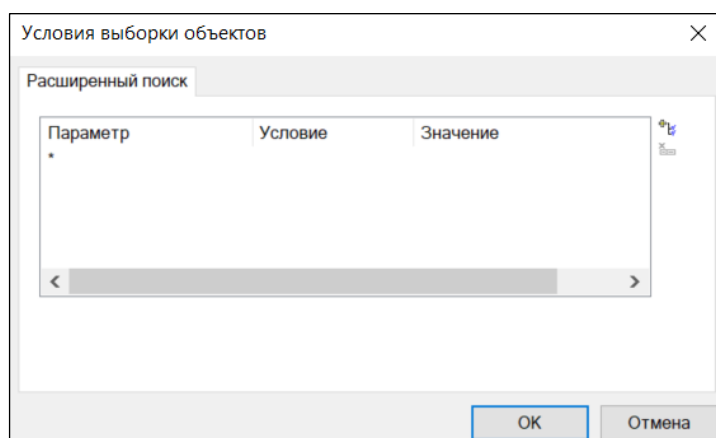 Условия выборки объектов
Расширенный поиск
Параметр Условие Значение
*
OK Отмена